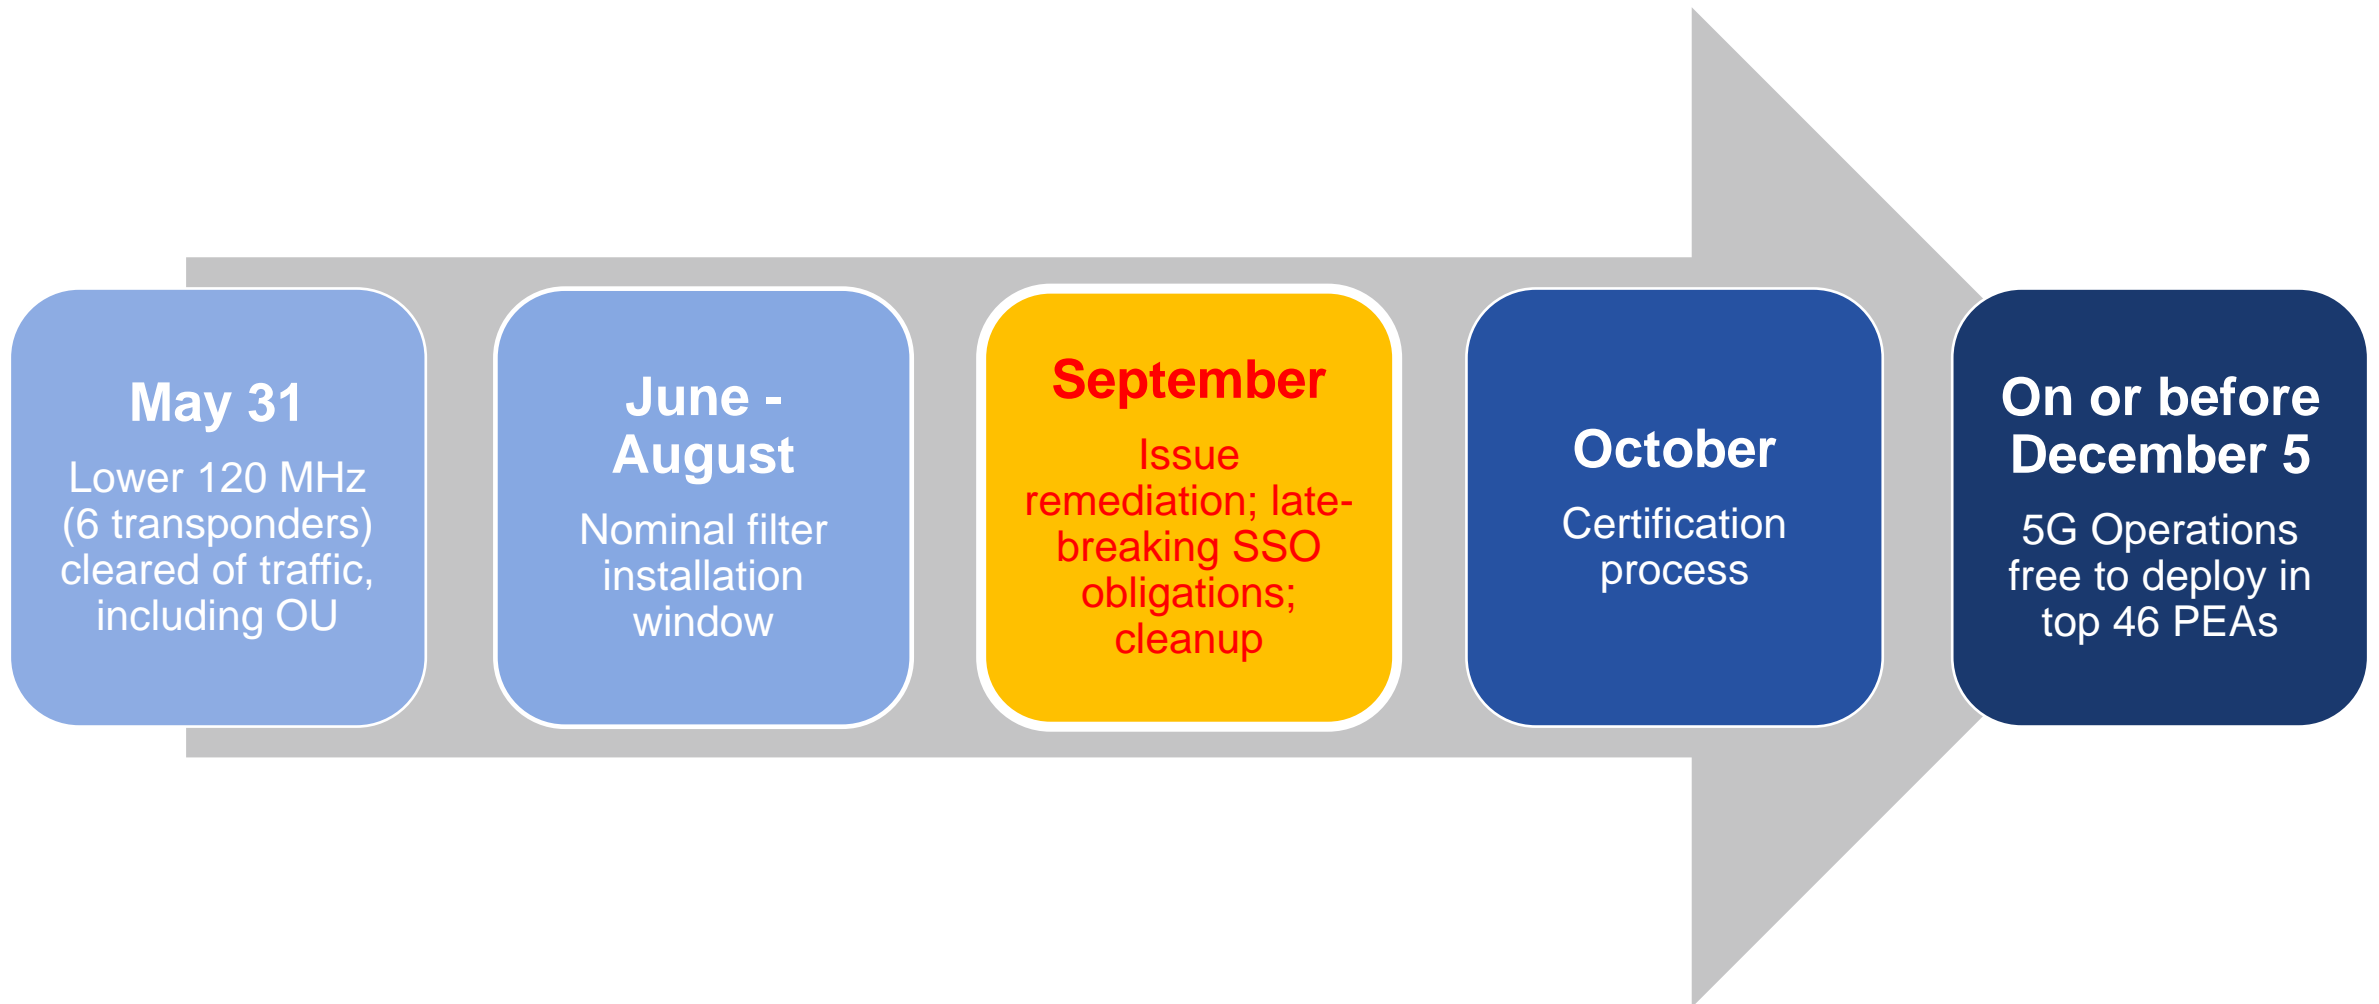 May 31
Lower 120 MHz
(6 transponders)
cleared of traffic,
including OU
June -
August
Nominal filter
installation
window
September
Issue
remediation; late-
breaking SSO
obligations;
cleanup
October
Certification
process
On or before
December 5
5G Operations
free to deploy in
top 46 PEAs